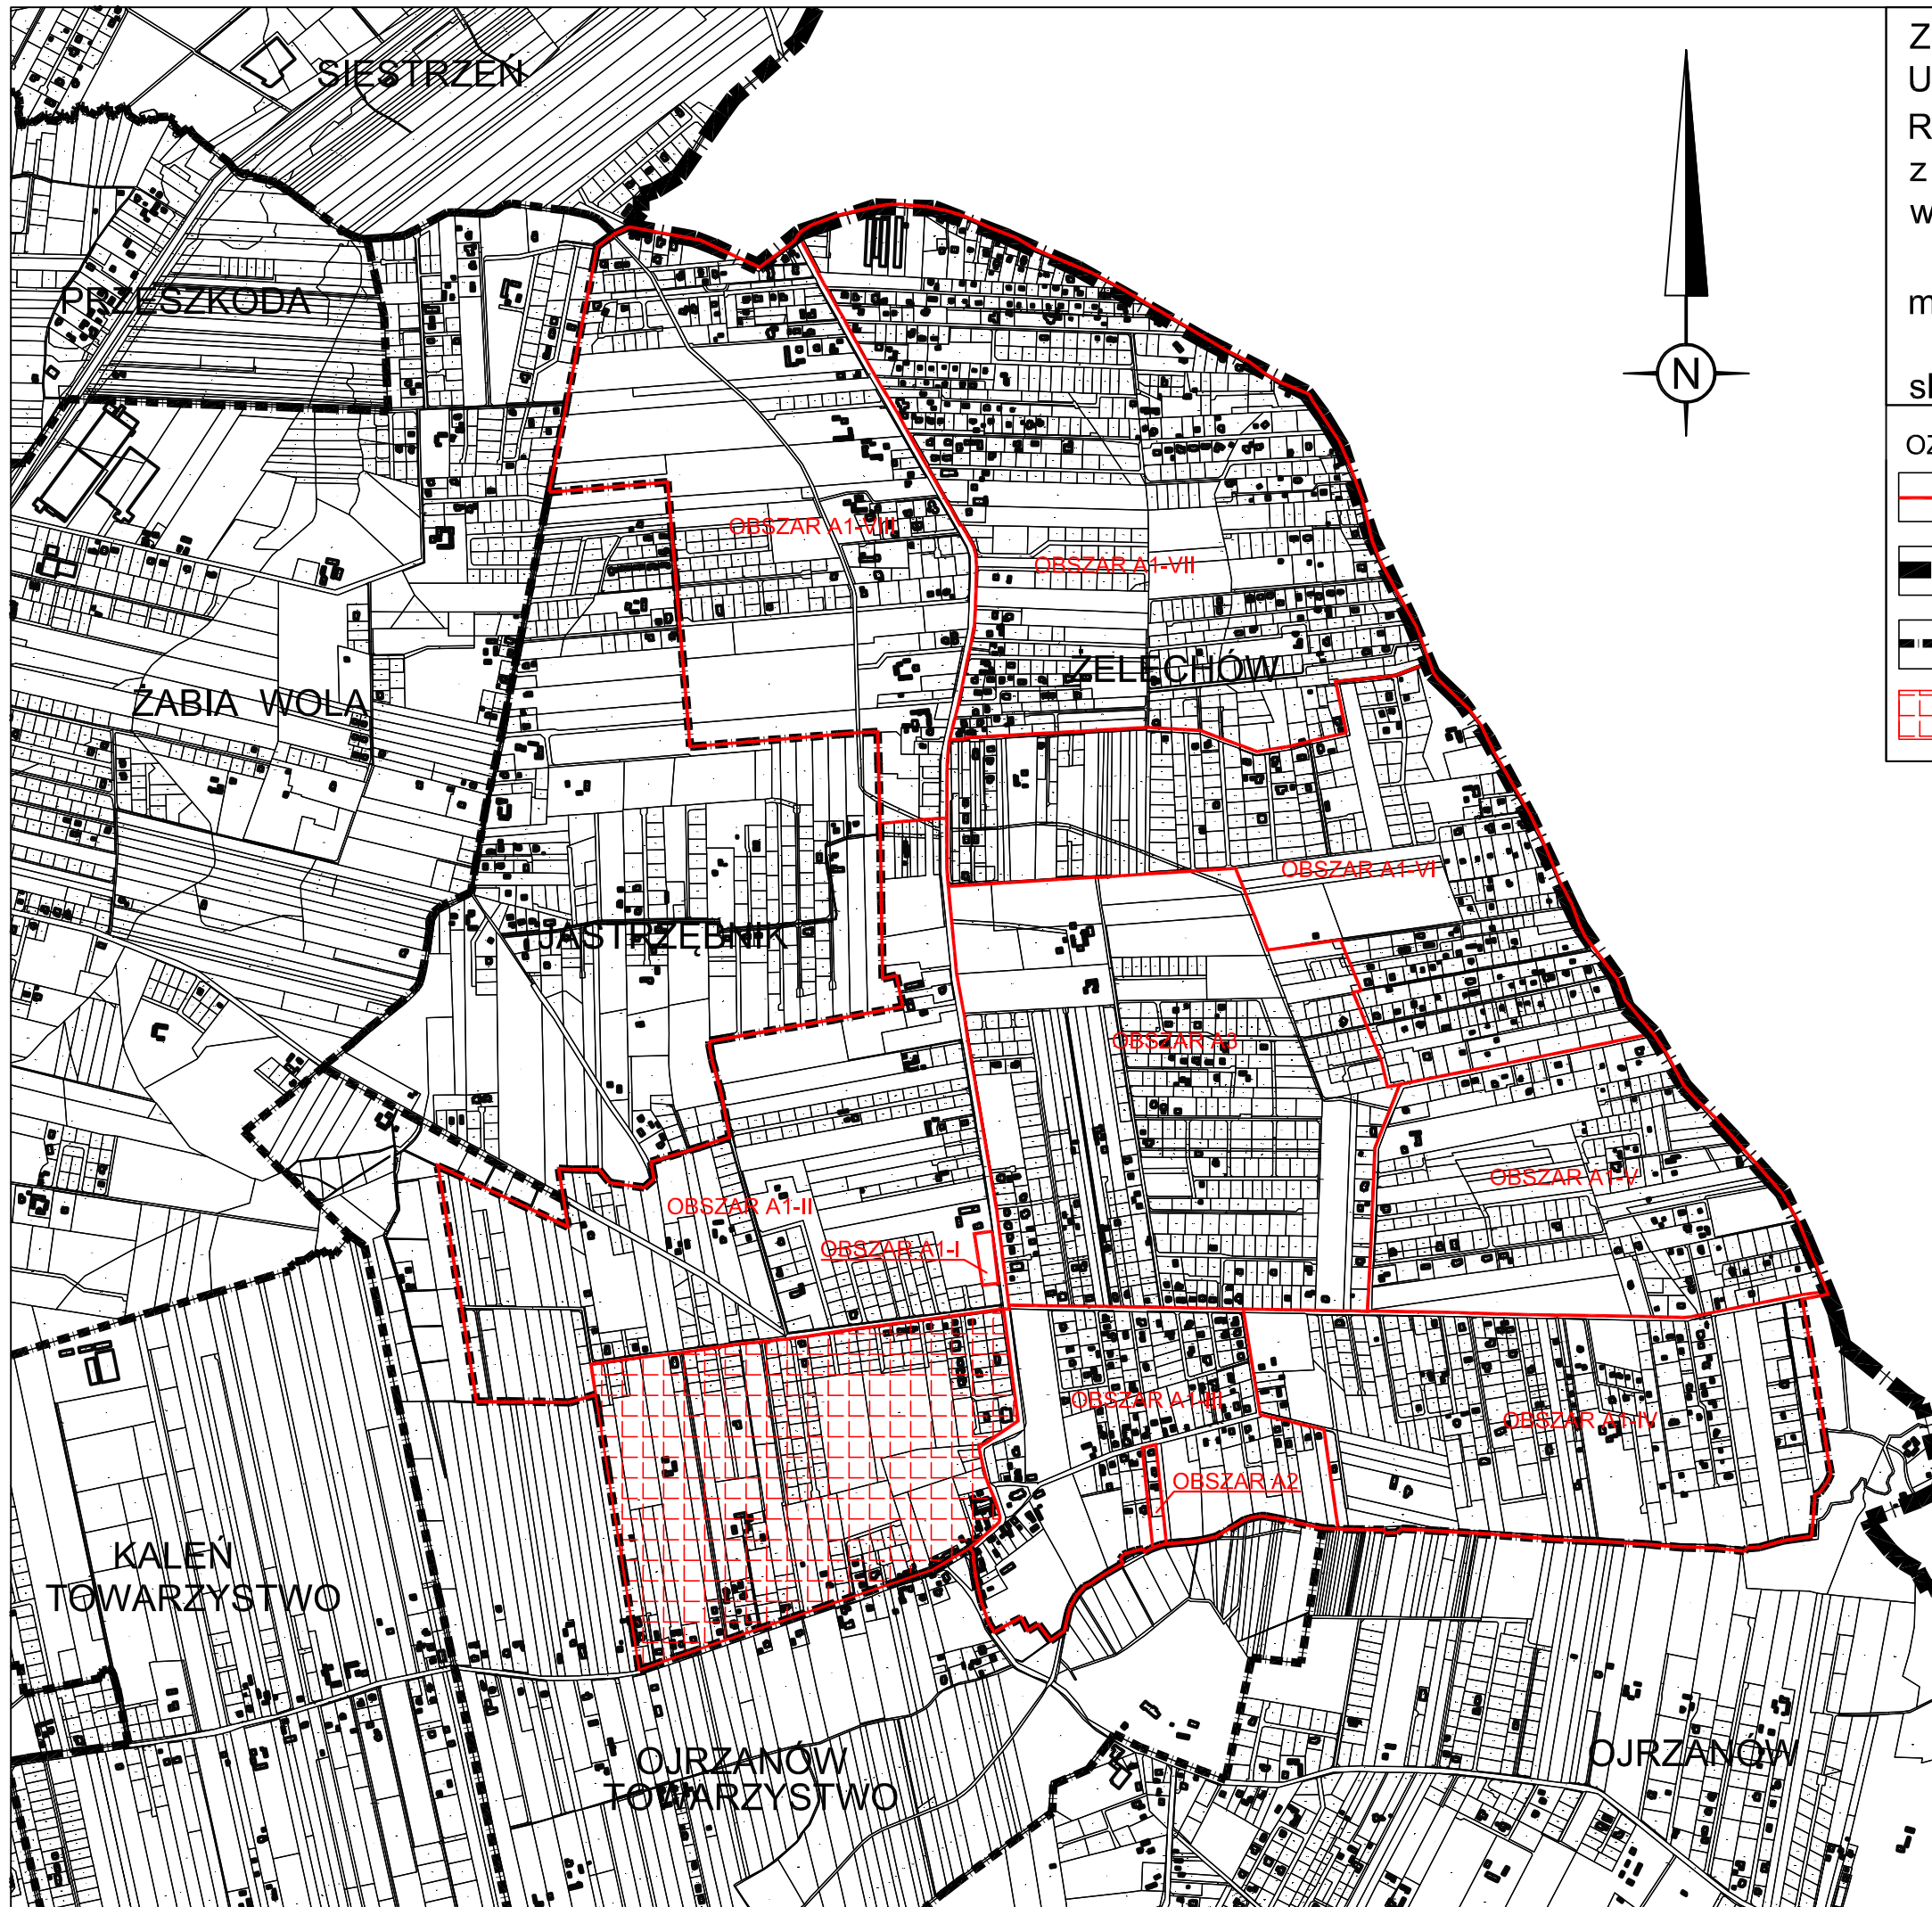 SIESTRZEŃ
PRZESZKODA
N
OBSZAR A1-VIII
OBSZAR A1-VII
ŻELECHÓW
ŻABIA WOLA
OBSZAR A1-VI
JASTRZĘBNIK
OBSZAR A3
OBSZAR A1-V
OBSZAR A1-II
OBSZAR A1-I
OBSZAR A1-III
OBSZAR A1-IV
OBSZAR A2
KALEŃ
TOWARZYSTWO
OJRZANÓW
TOWARZYSTWO
OJRZANÓW